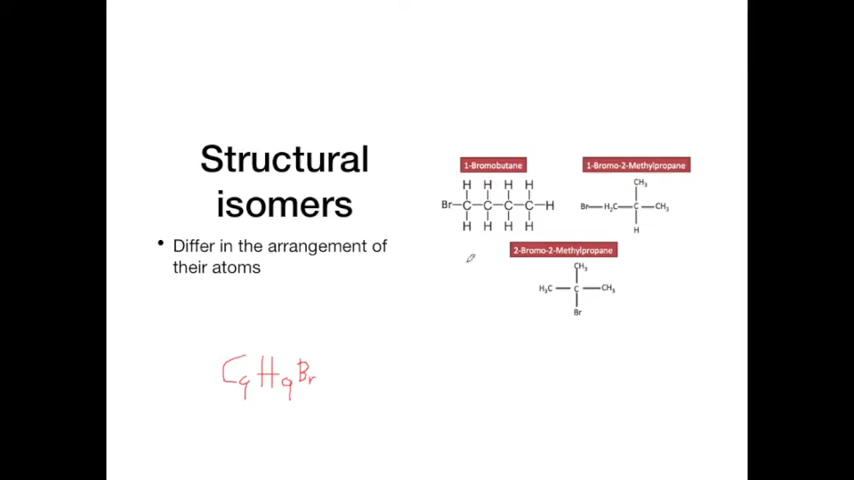 Structural
isomers
• Differ in the arrangement of
their atoms
C₄H₉Br
1-Bromobutane
H H H H
Br—C—C—C—C—H
H H H H
1-Bromo-2-Methylpropane
CH₃
Br—H₂C—C—CH₃
H
2-Bromo-2-Methylpropane
CH₃
H₃C—C—CH₃
Br